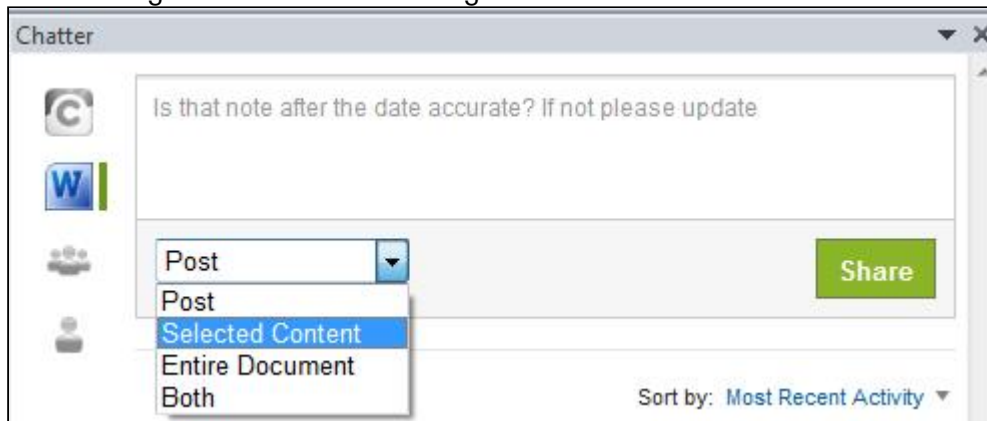 Chatter
Is that note after the date accurate? If not please update
W
Post
Share
Post
Selected Content
Entire Document
Both
Sort by: Most Recent Activity